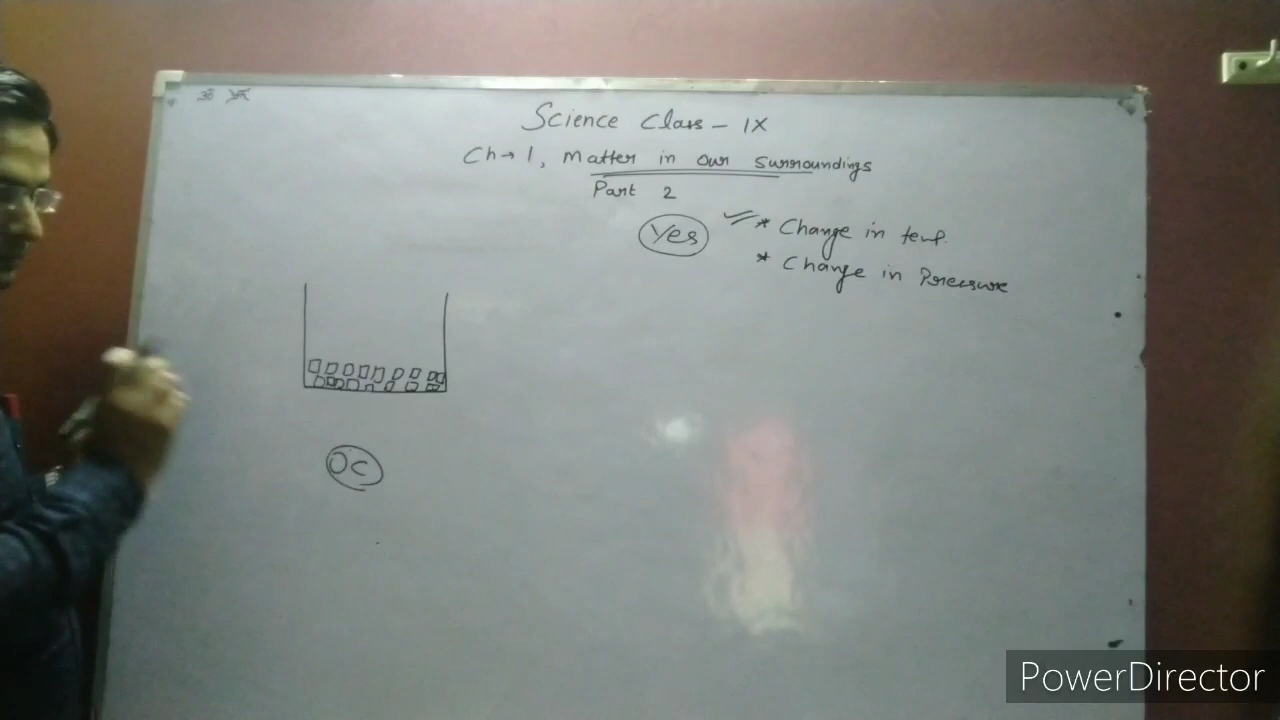 Science Class - IX
Ch → 1, Matter in our surroundings
Part 2
Yes * Change in temp.
* Change in Pressure
0c
PowerDirector